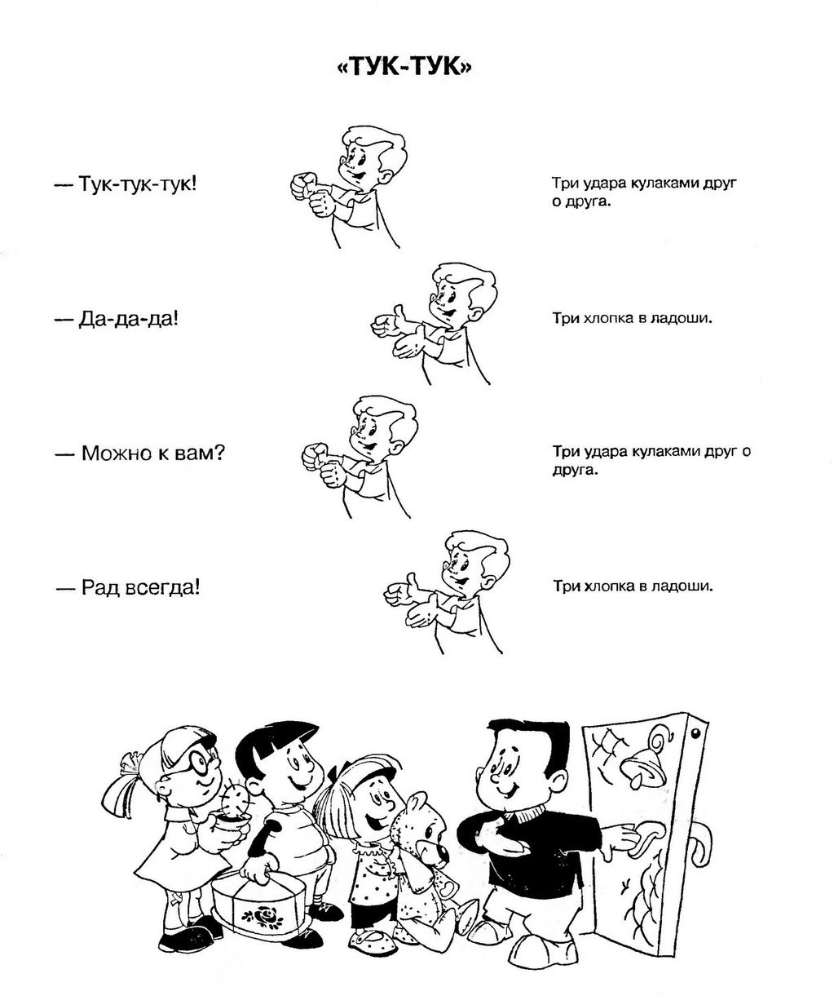 «ТУК-ТУК»
— Тук-тук-тук!
Три удара кулаками друг
о друга.
— Да-да-да!
Три хлопка в ладоши.
— Можно к вам?
Три удара кулаками друг о
друга.
— Рад всегда!
Три хлопка в ладоши.